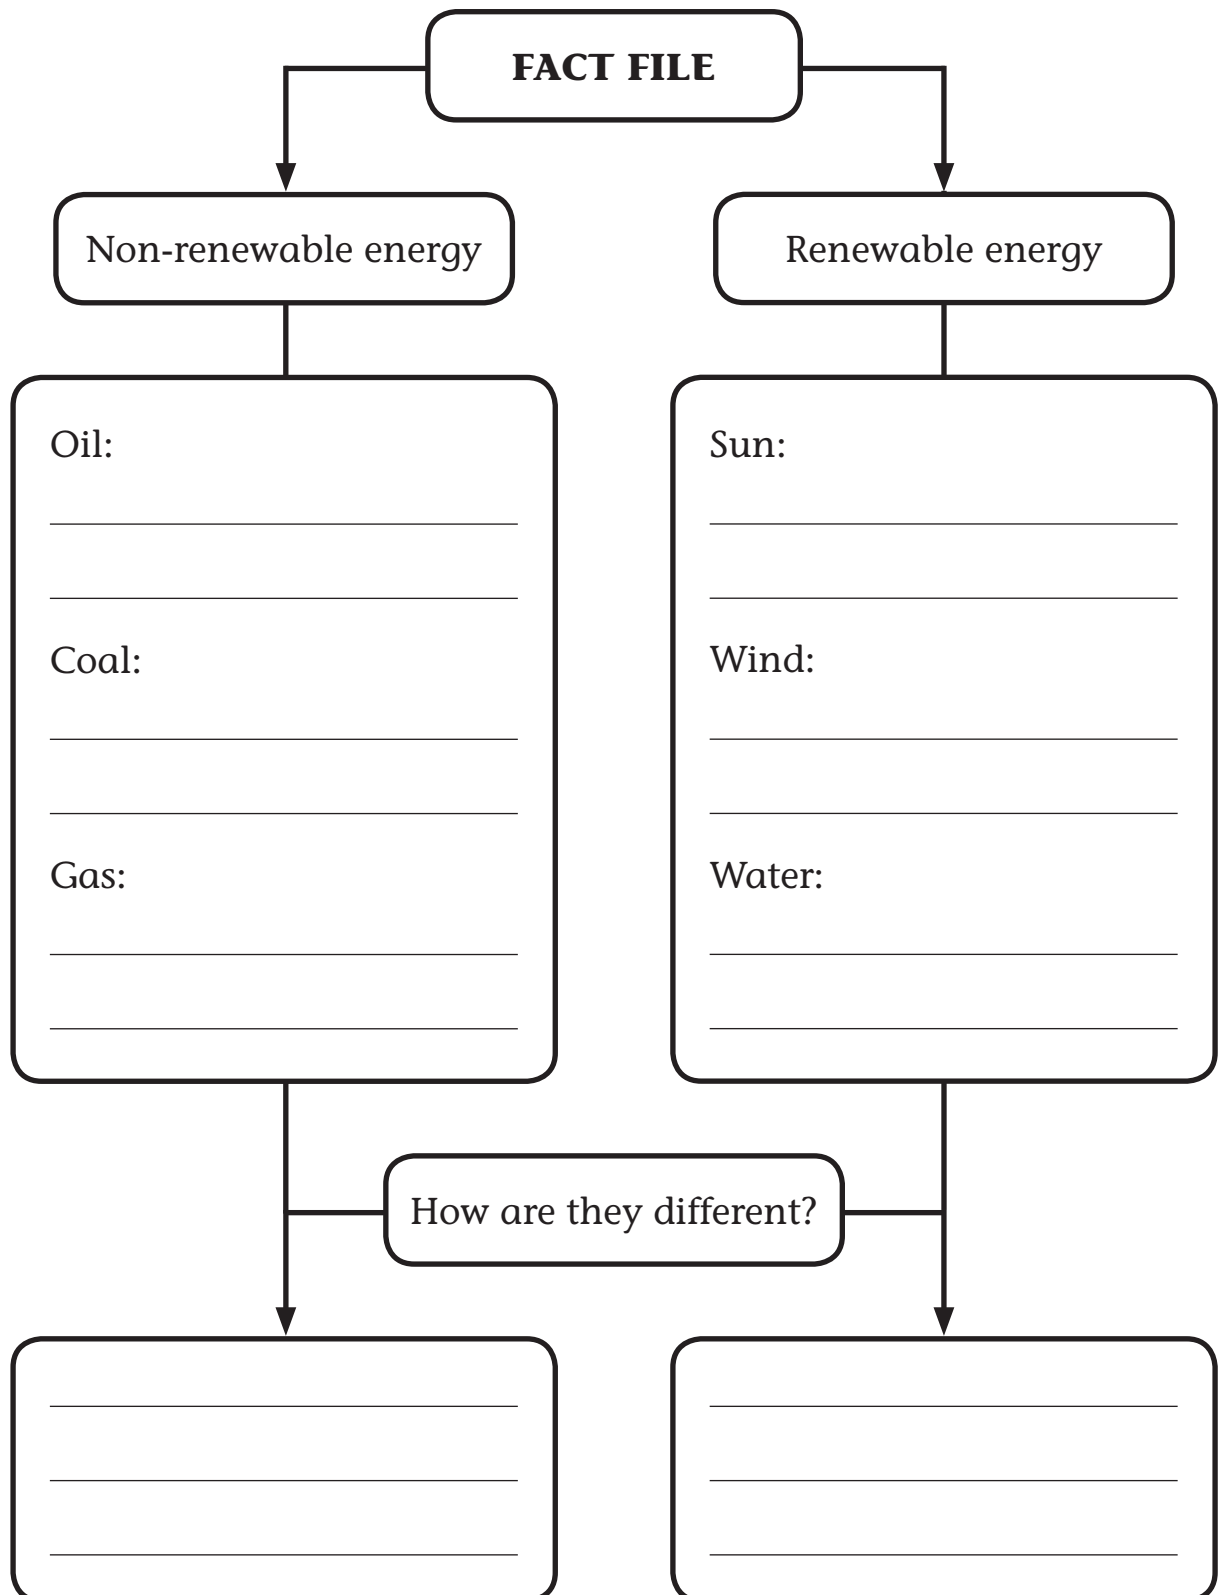 FACT FILE
Non-renewable energy
Renewable energy
Oil:
Coal:
Gas:
Sun:
Wind:
Water:
How are they different?